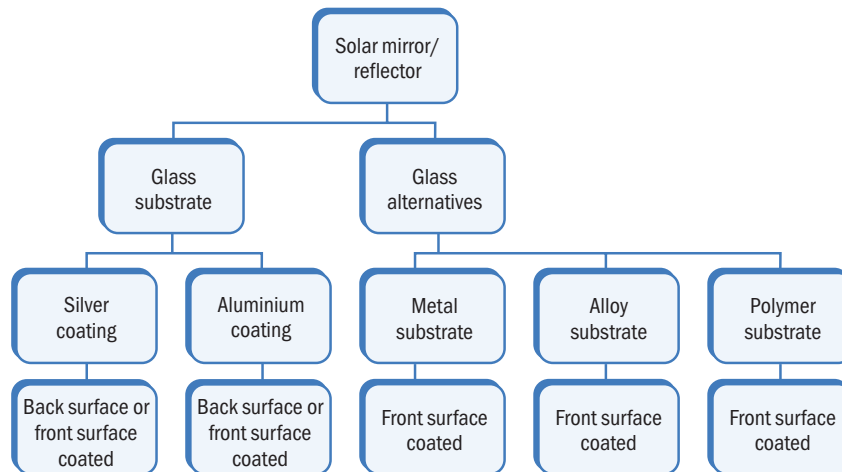 Solar mirror/
reflector
Glass
substrate
Glass
alternatives
Silver
coating
Aluminium
coating
Metal
substrate
Alloy
substrate
Polymer
substrate
Back surface or
front surface
coated
Back surface or
front surface
coated
Front surface
coated
Front surface
coated
Front surface
coated